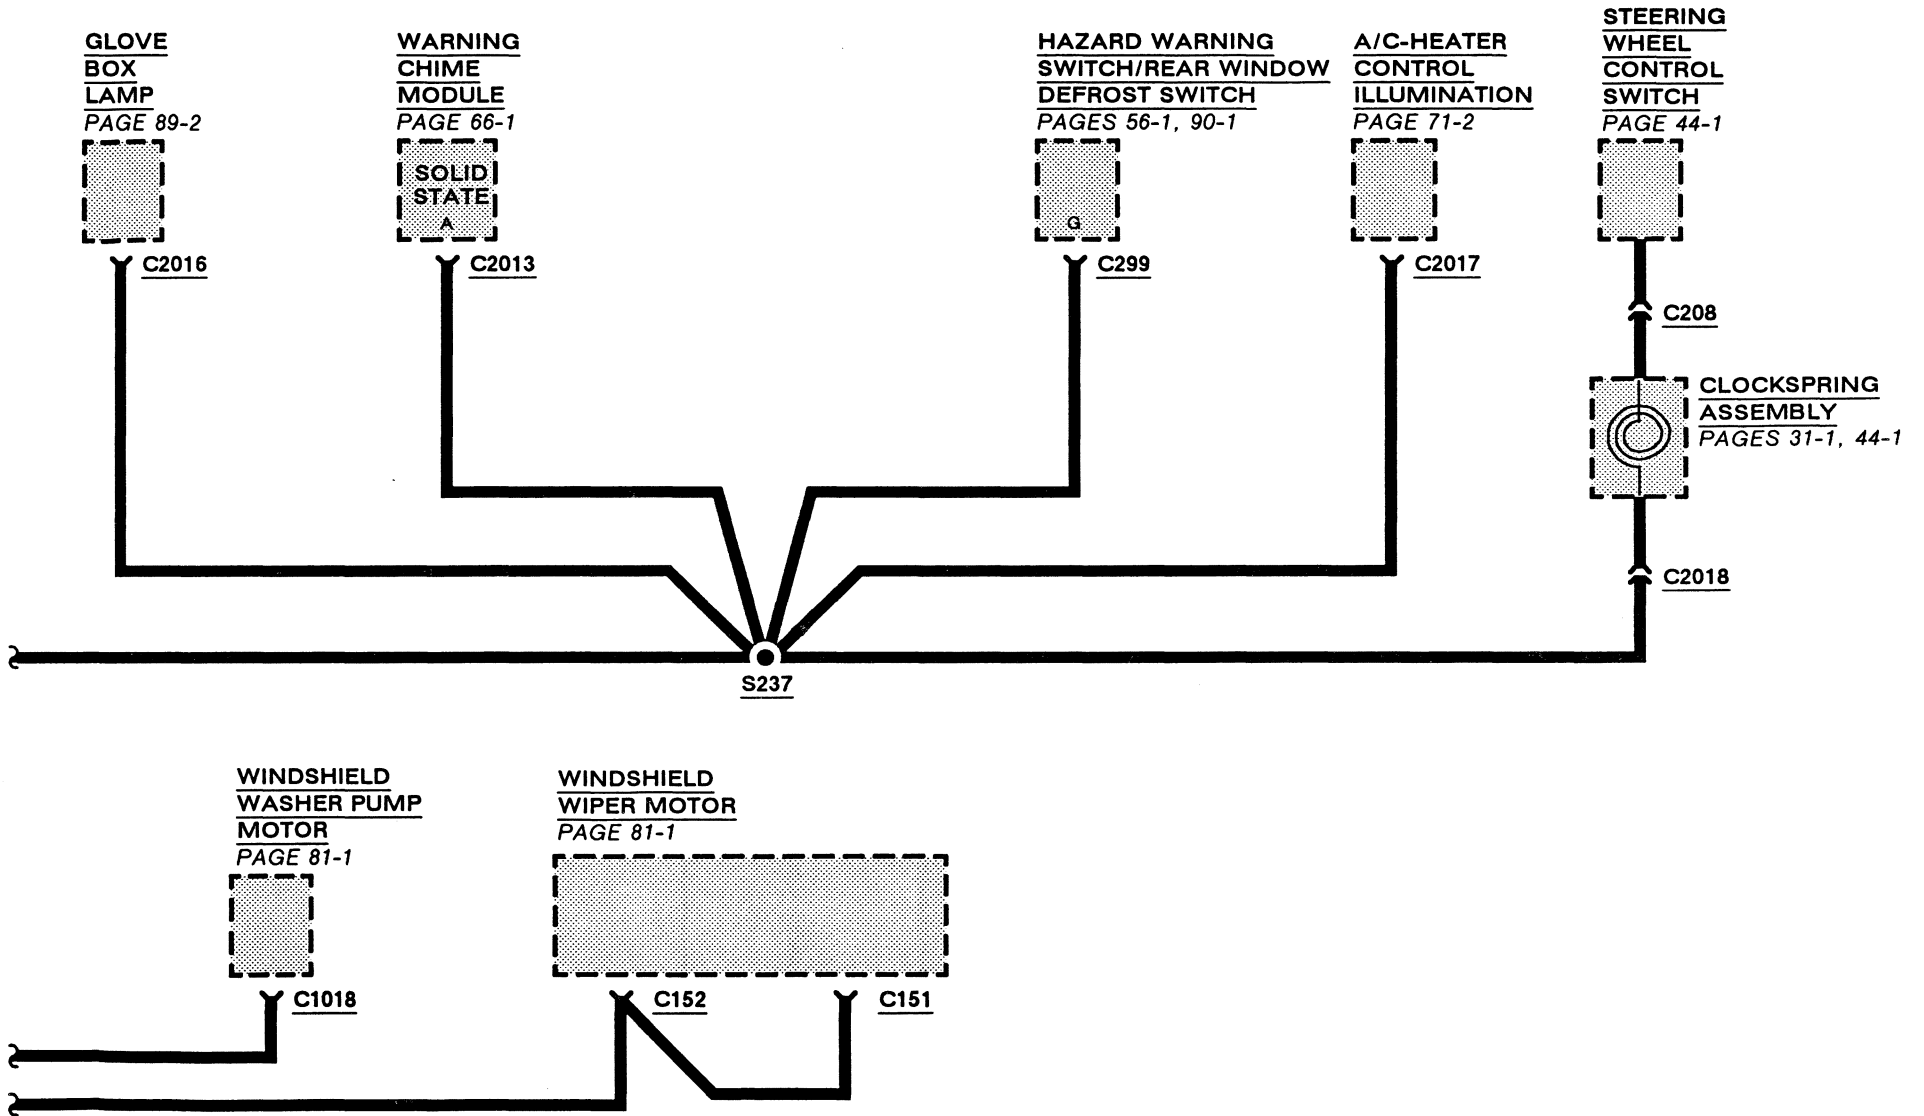 GLOVE
BOX
LAMP
PAGE 89-2
WARNING
CHIME
MODULE
PAGE 66-1
SOLID
STATE
A
HAZARD WARNING
SWITCH/REAR WINDOW
DEFROST SWITCH
PAGES 56-1, 90-1
G
A/C-HEATER
CONTROL
ILLUMINATION
PAGE 71-2
STEERING
WHEEL
CONTROL
SWITCH
PAGE 44-1
C2016
C2013
C299
C2017
C208
CLOCKSPRING
ASSEMBLY
PAGES 31-1, 44-1
C2018
S237
WINDSHIELD
WASHER PUMP
MOTOR
PAGE 81-1
WINDSHIELD
WIPER MOTOR
PAGE 81-1
C1018
C152
C151